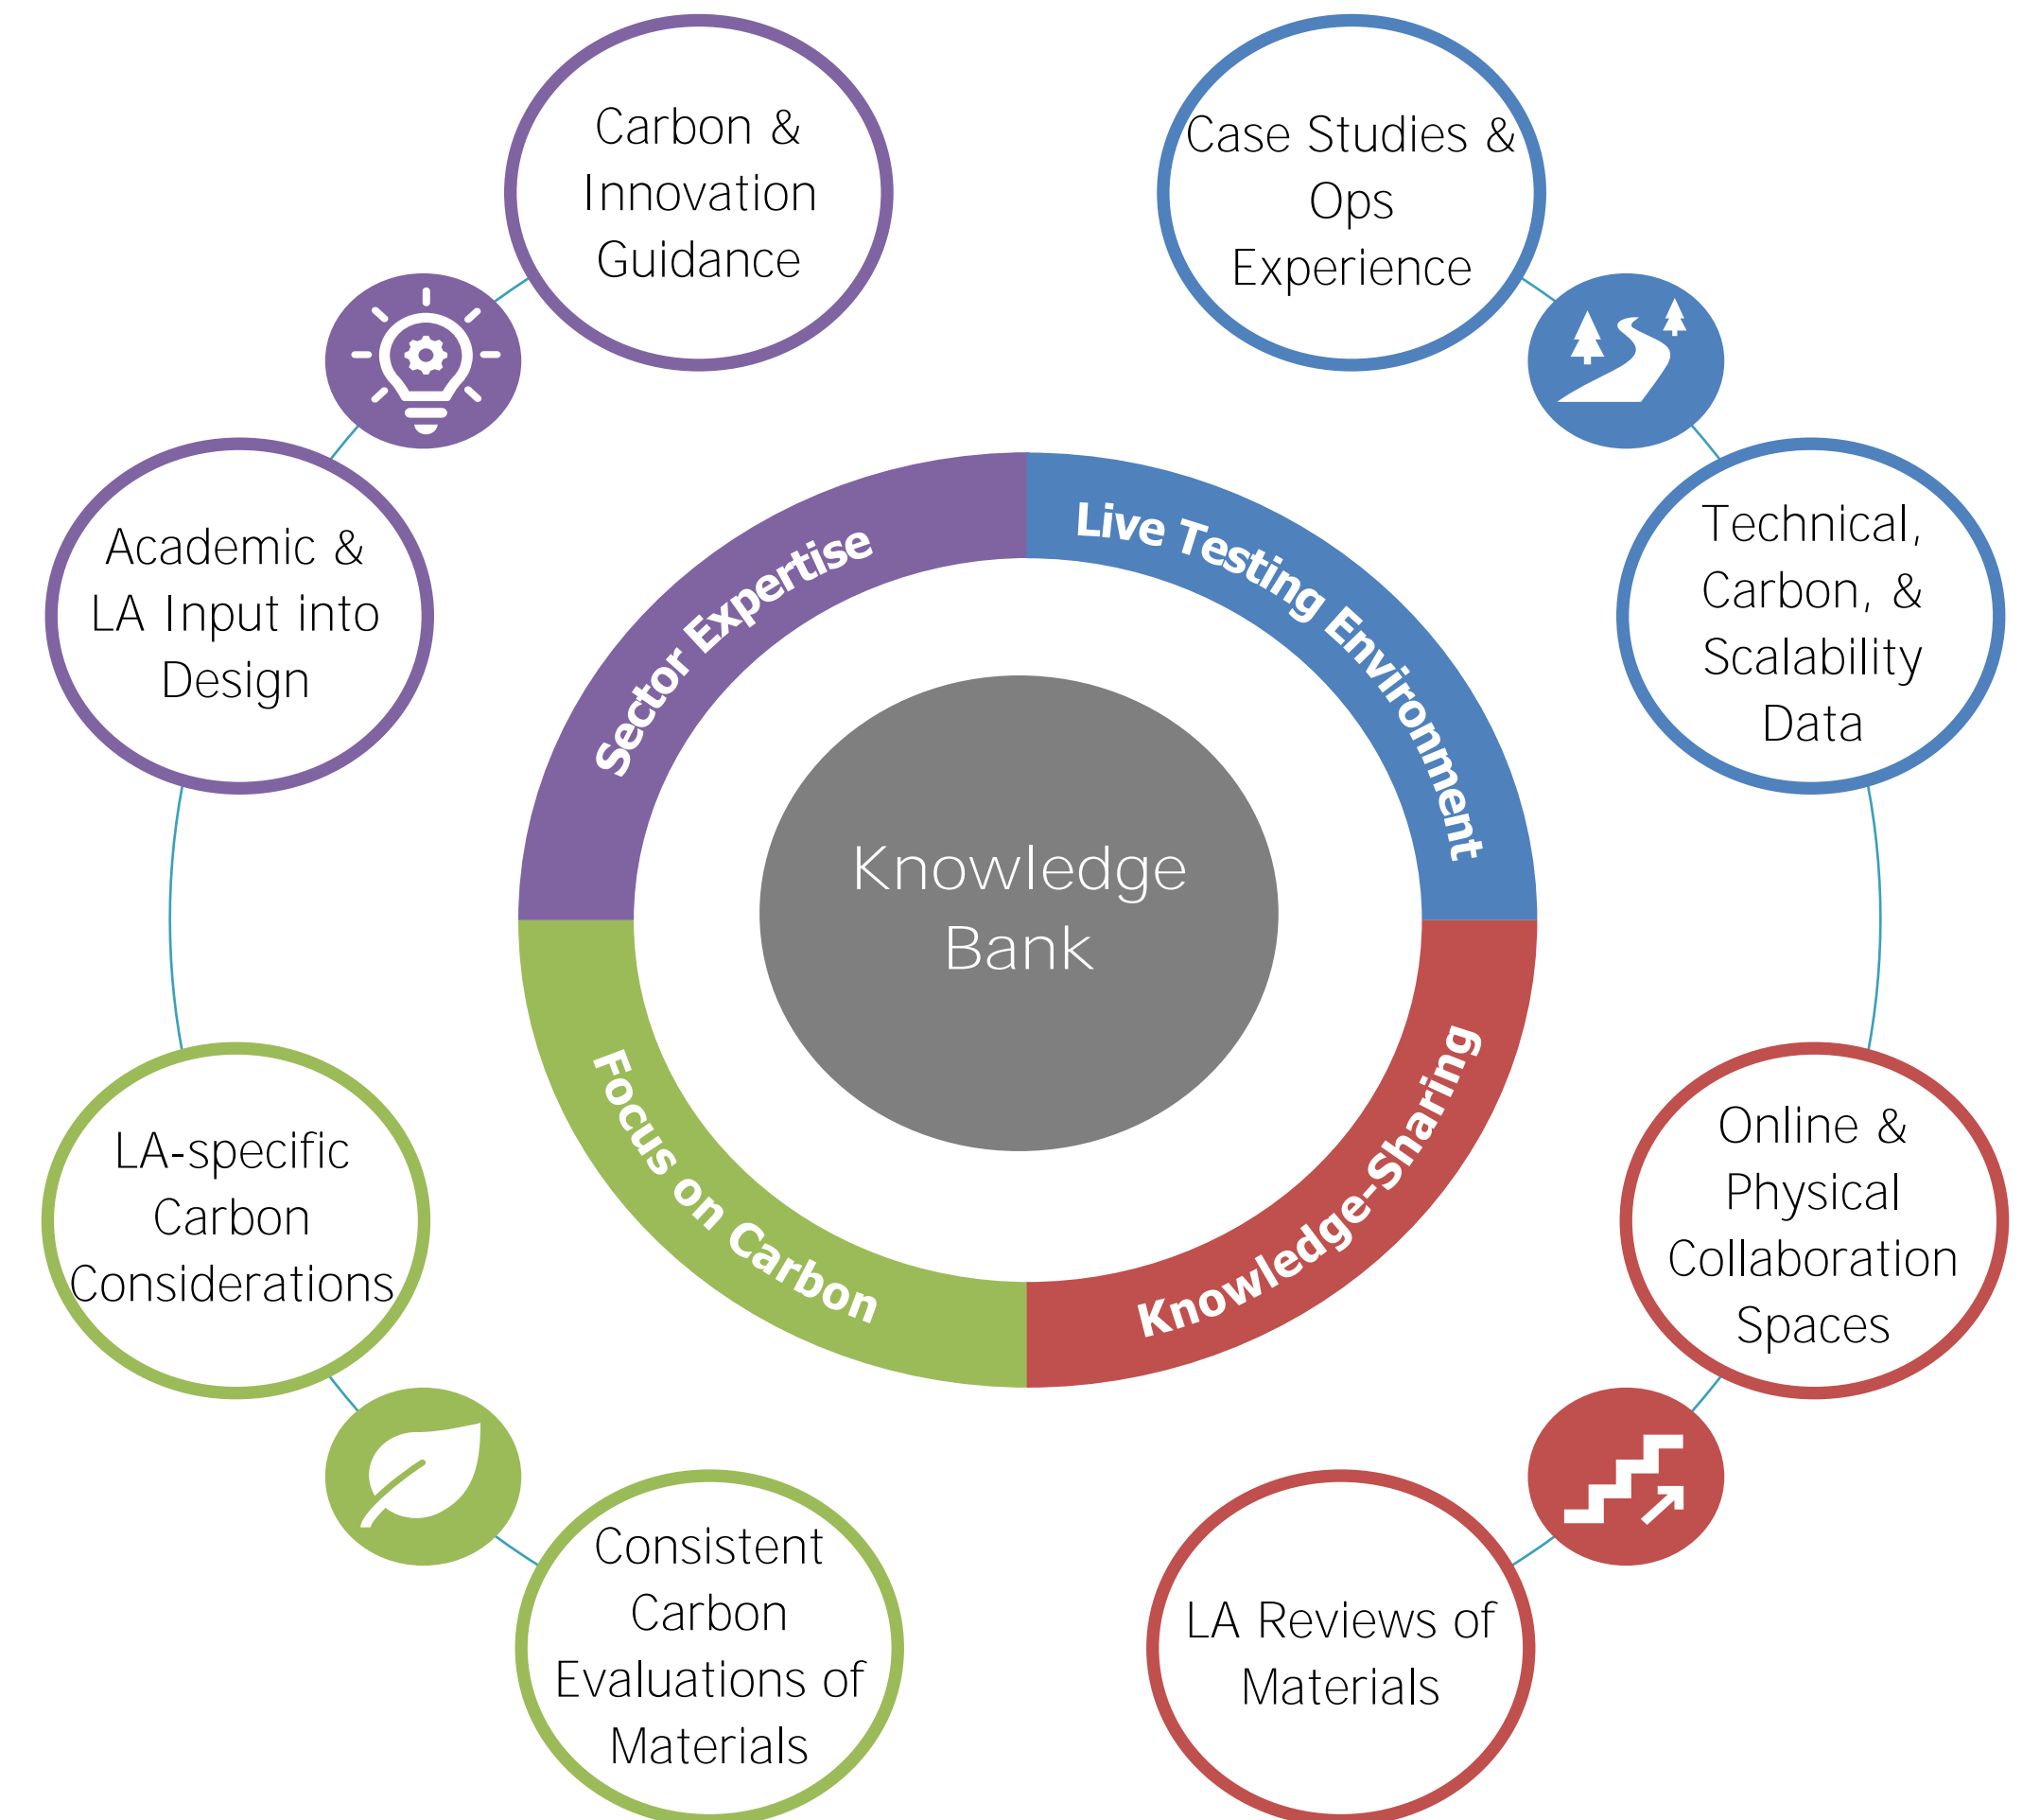 Carbon &
Innovation
Guidance
Case Studies &
Ops
Experience
Academic &
LA Input into
Design
Technical,
Carbon, &
Scalability
Data
Sector Expertise
Live Testing Environment
Knowledge
Bank
Focus on Carbon
Knowledge-Sharing
LA-specific
Carbon
Considerations
Online &
Physical
Collaboration
Spaces
Consistent
Carbon
Evaluations of
Materials
LA Reviews of
Materials